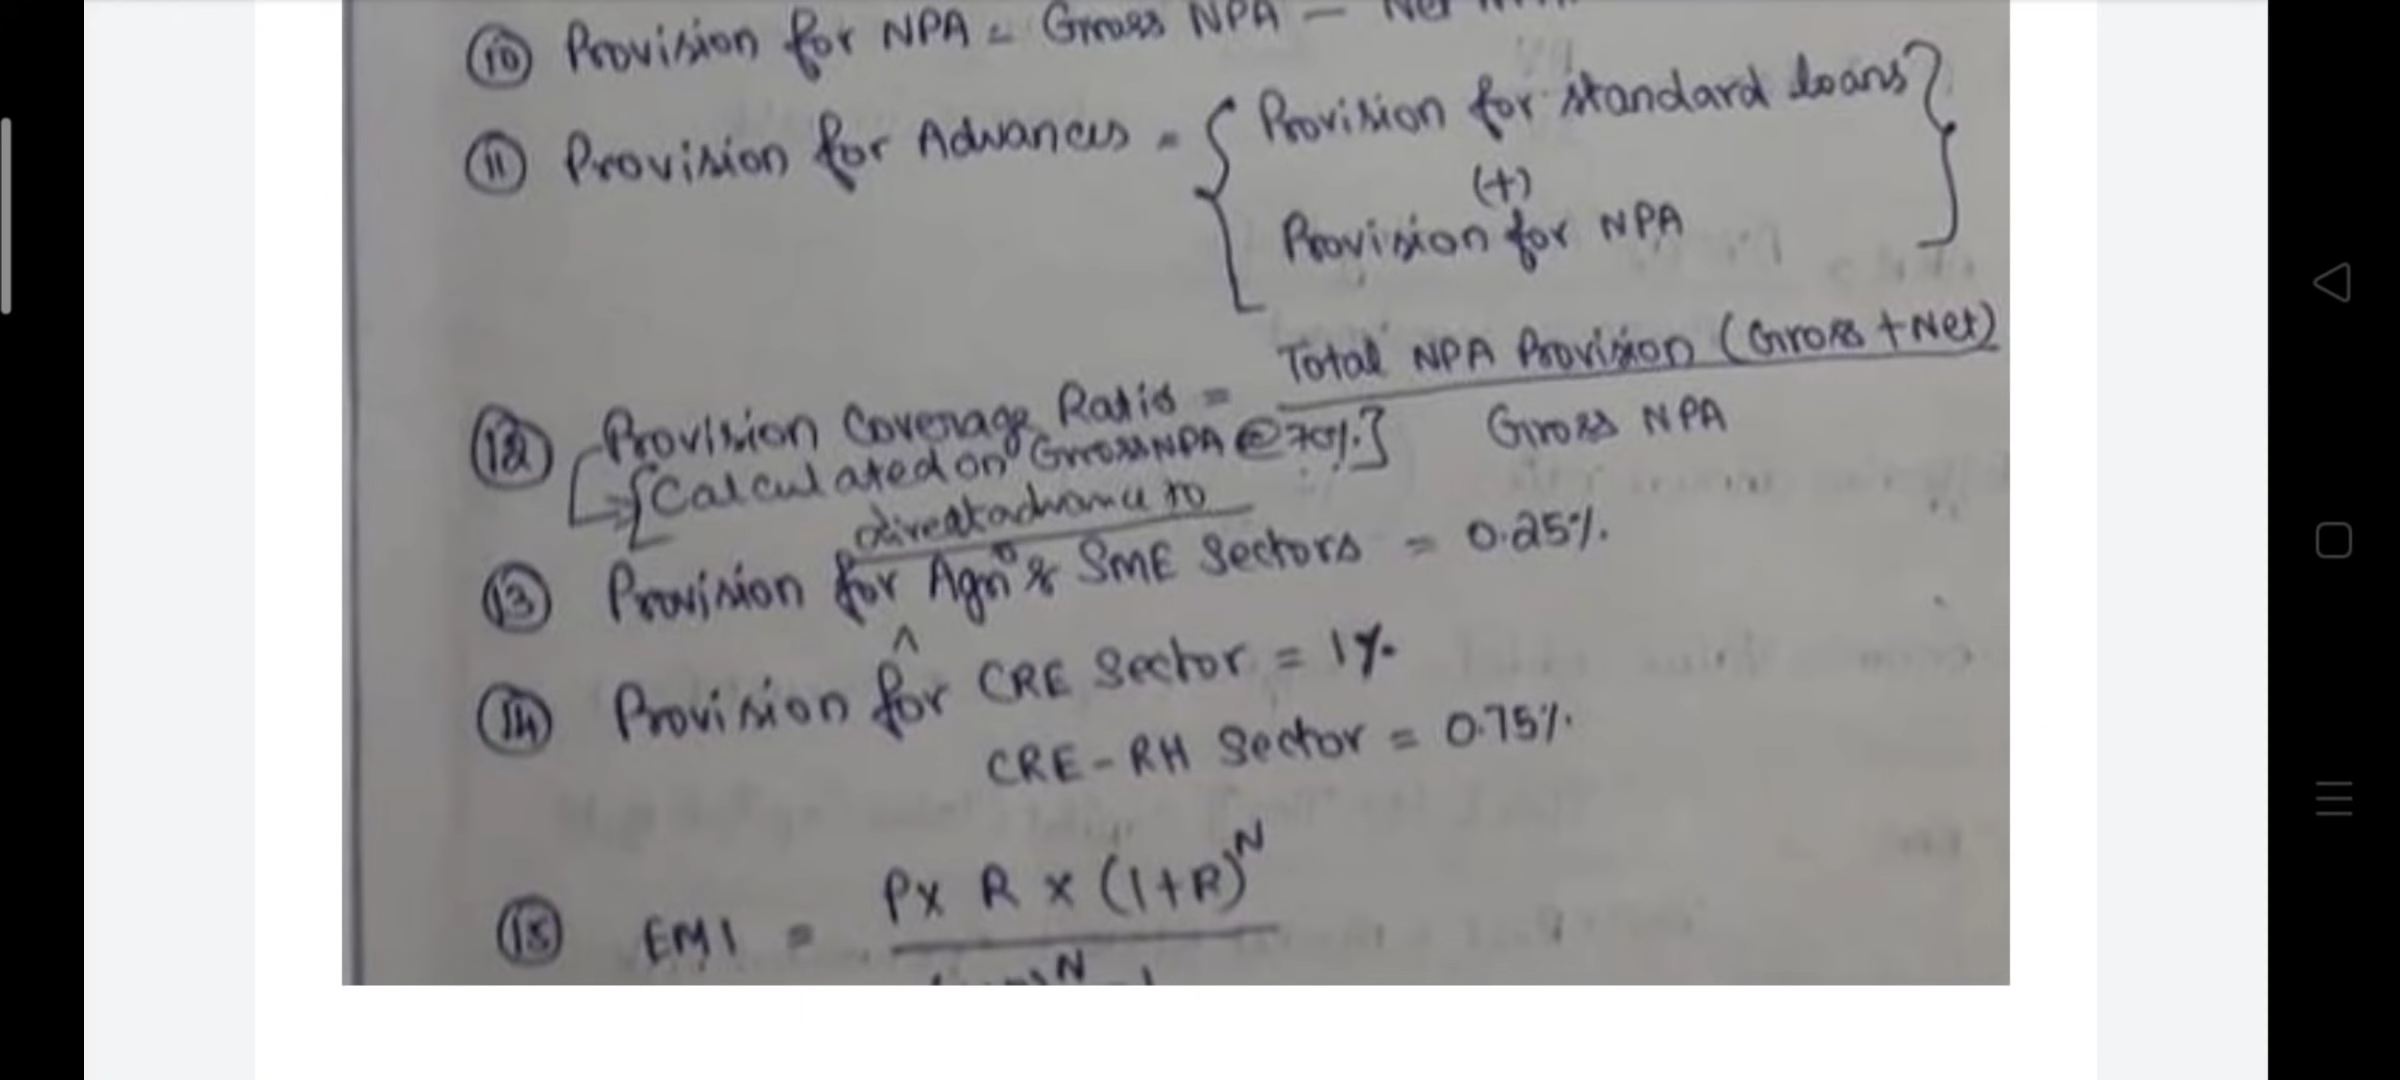 10 Provision for NPA = Gross NPA - Net
11 Provision for Advances = { Provision for standard loans }
(+)
Provision for NPA
12 Provision Coverage Ratio = Total NPA Provision (Gross + Net)
Gross NPA
[Calculated on Gross NPA @ 70%]
direct advance to
13 Provision for Agri & SME Sectors = 0.25%.
14 Provision for CRE Sector = 1%.
CRE-RH Sector = 0.75%.
15 EMI = P x R x (1+R)^N